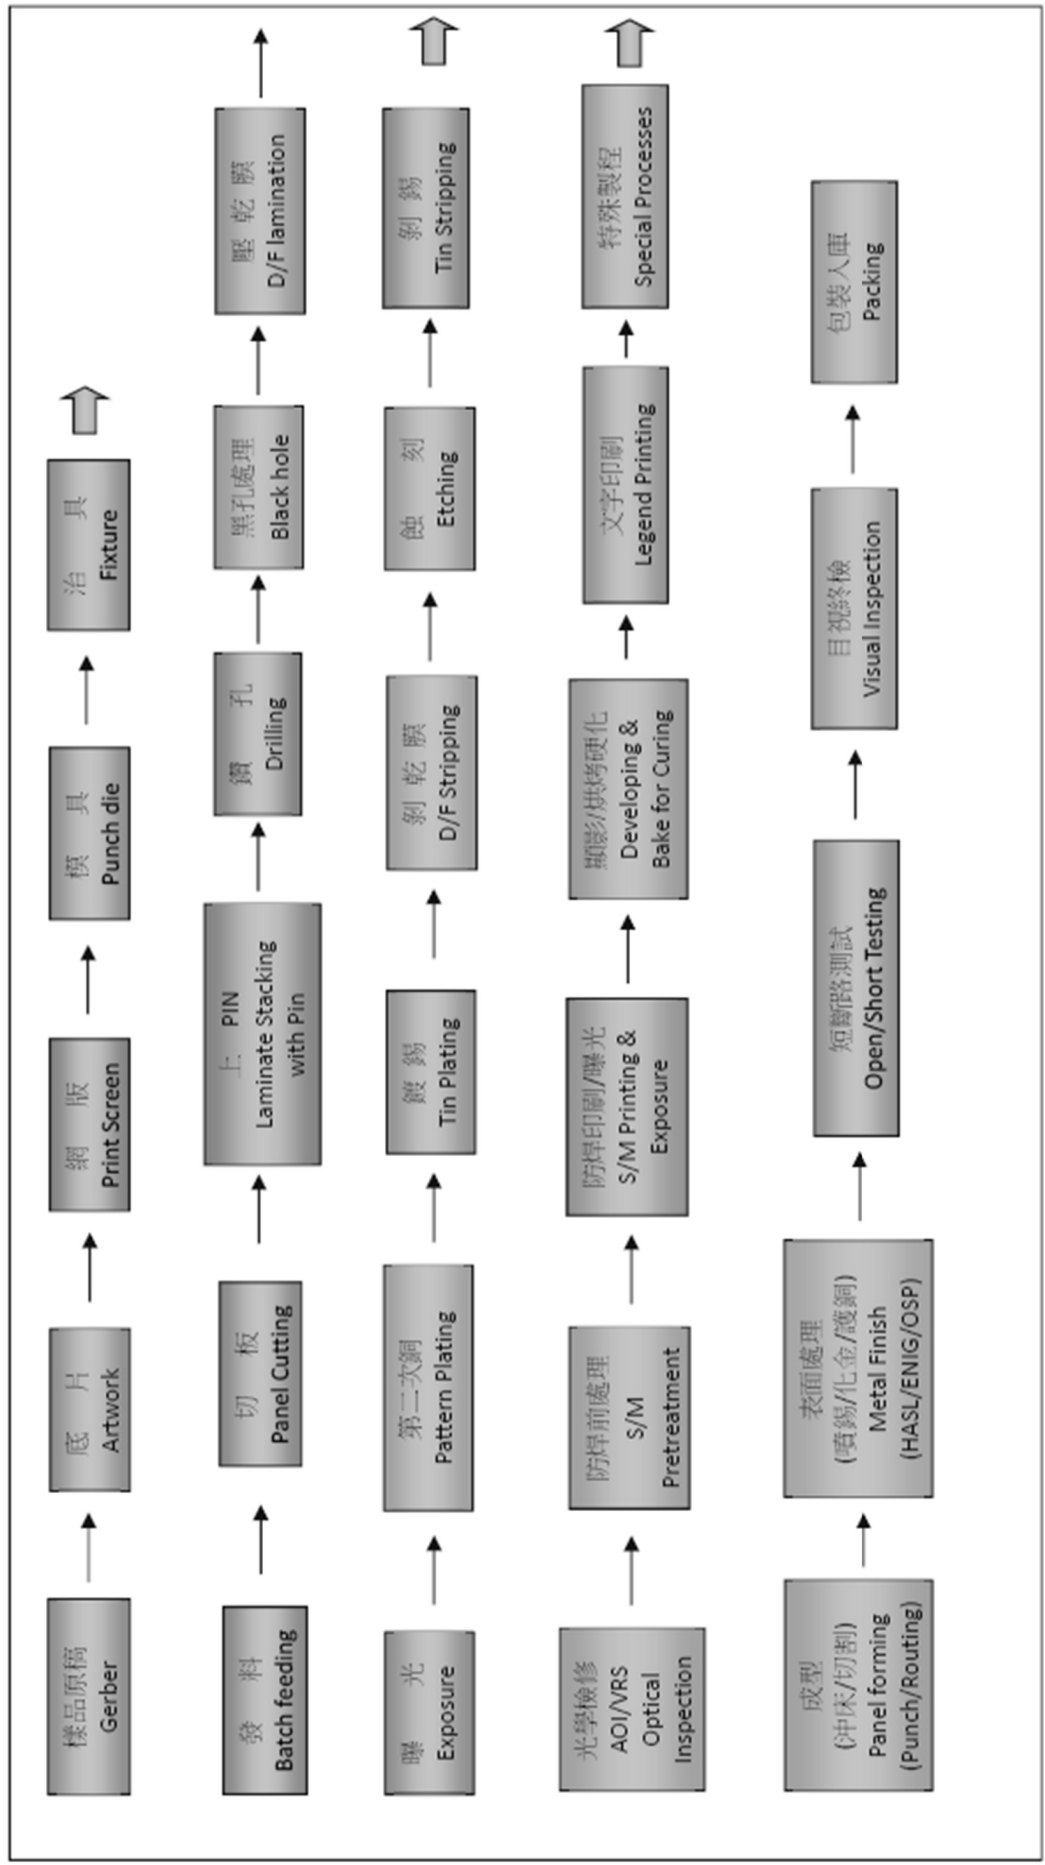 樣品原稿
Gerber
底 片
Artwork
網 版
Print Screen
模 具
Punch die
治 具
Fixture
發 料
Batch feeding
切 板
Panel Cutting
上 PIN
Laminate Stacking
with Pin
鑽 孔
Drilling
黑孔處理
Black hole
壓 乾 膜
D/F lamination
曝 光
Exposure
第二次銅
Pattern Plating
鍍 錫
Tin Plating
剝 乾 膜
D/F Stripping
蝕 刻
Etching
剝 錫
Tin Stripping
光學檢修
AOI/VRS
Optical
Inspection
防焊前處理
S/M
Pretreatment
防焊印刷/曝光
S/M Printing &
Exposure
顯影/烘烤硬化
Developing &
Bake for Curing
文字印刷
Legend Printing
特殊製程
Special Processes
成型
(沖床/切割)
Panel forming
(Punch/Routing)
表面處理
(噴錫/化金/護銅)
Metal Finish
(HASL/ENIG/OSP)
短斷路測試
Open/Short Testing
目視終檢
Visual Inspection
包裝入庫
Packing